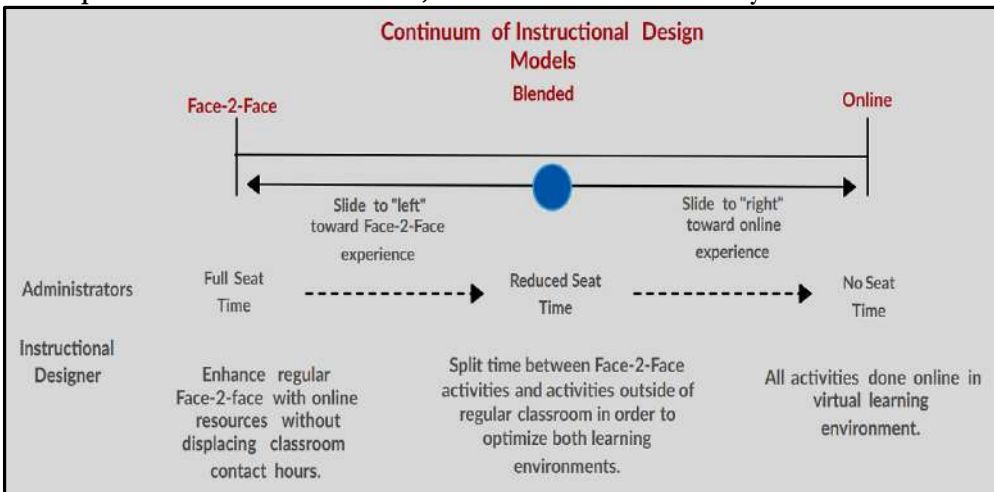 Continuum of Instructional Design
Models
Blended
Face-2-Face
Online
Slide to "left"
toward Face-2-Face
experience
Slide to "right"
toward online
experience
Administrators
Full Seat
Time
Reduced Seat
Time
No Seat
Time
Instructional
Designer
Enhance regular
Face-2-face with online
resources without
displacing classroom
contact hours.
Split time between Face-2-Face
activities and activities outside of
regular classroom in order to
optimize both learning
environments.
All activities done online in
virtual learning
environment.